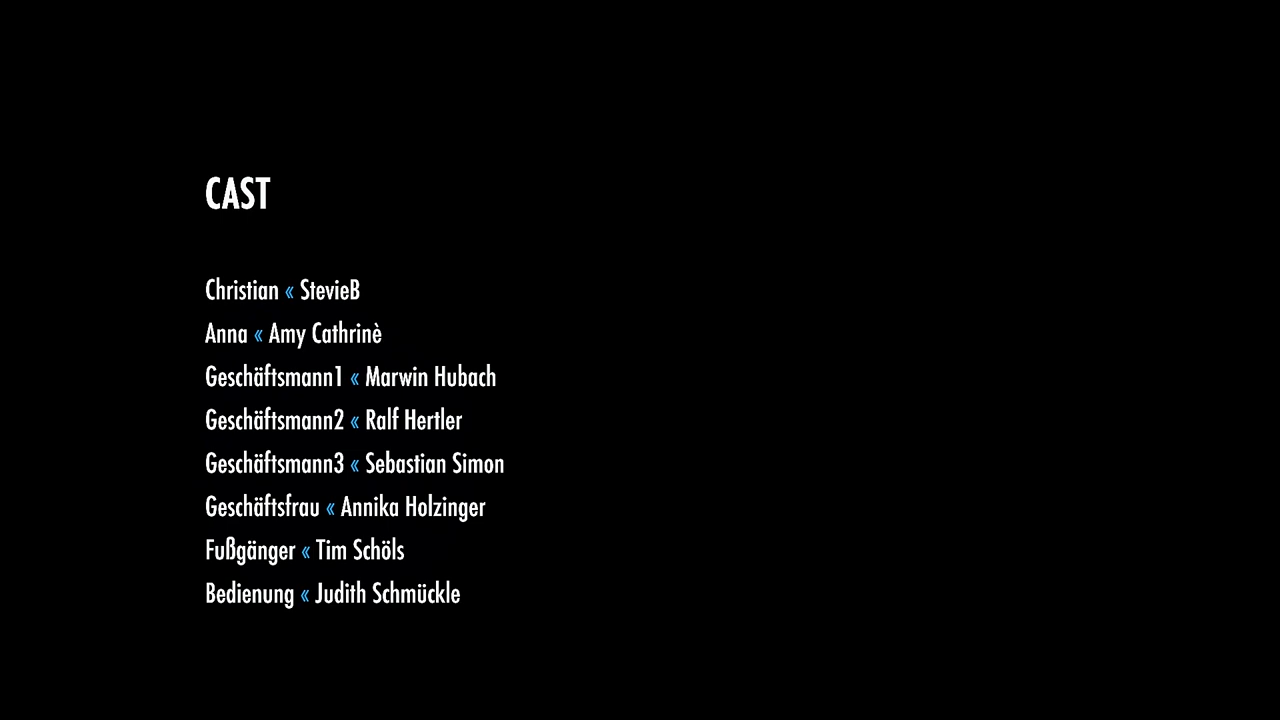 CAST
Christian « StevieB
Anna « Amy Cathrinè
Geschäftsmann1 « Marwin Hubach
Geschäftsmann2 « Ralf Hertler
Geschäftsmann3 « Sebastian Simon
Geschäftsfrau « Annika Holzinger
Fußgänger « Tim Schöls
Bedienung « Judith Schmückle